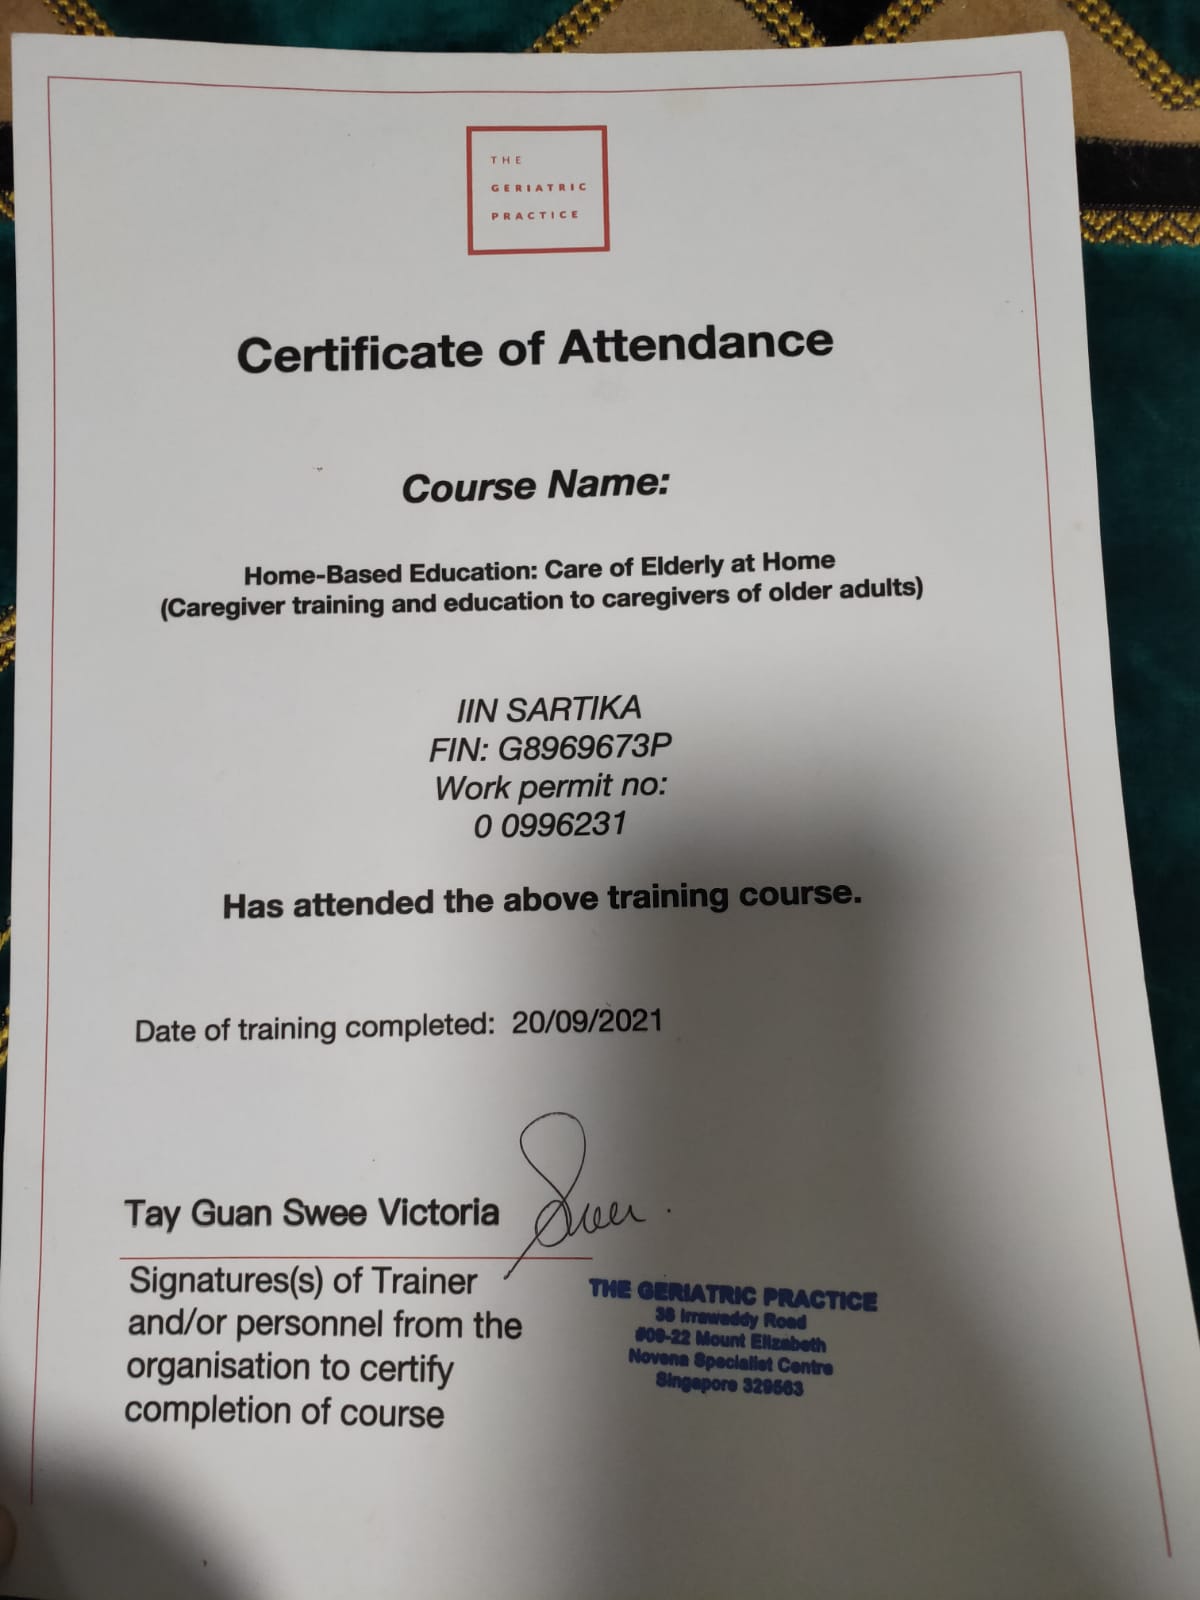 THE
GERIATRIC
PRACTICE
Certificate of Attendance
Course Name:
Home-Based Education: Care of Elderly at Home
(Caregiver training and education to caregivers of older adults)
IIN SARTIKA
FIN: G8969673P
Work permit no:
0 0996231
Has attended the above training course.
Date of training completed: 20/09/2021
Tay Guan Swee Victoria
Swee
Signatures(s) of Trainer
and/or personnel from the
organisation to certify
completion of course
THE GERIATRIC PRACTICE
38 Irrawaddy Road
#09-22 Mount Elizabeth
Novena Specialist Centre
Singapore 329563